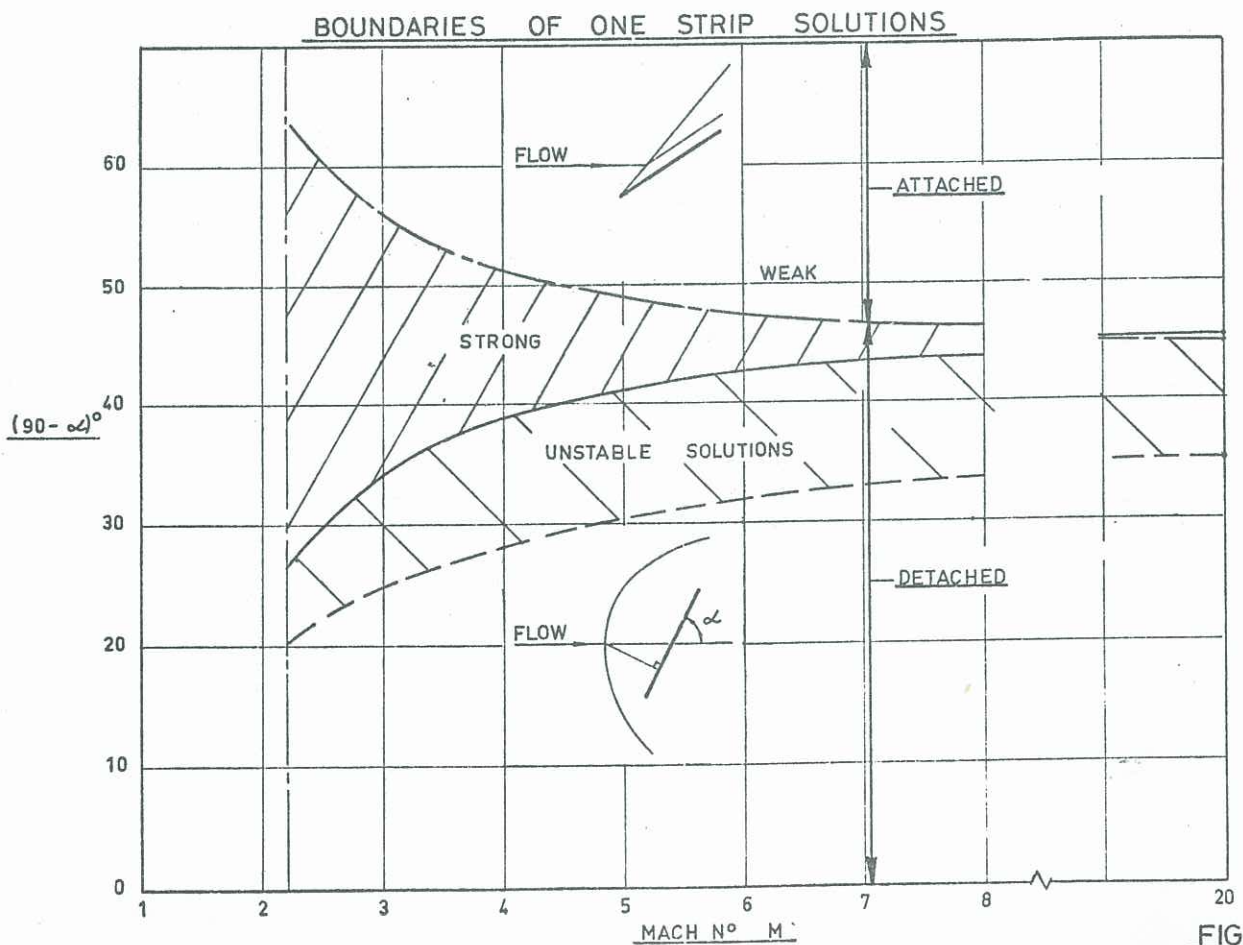 BOUNDARIES OF ONE STRIP SOLUTIONS
60
FLOW
ATTACHED
50
WEAK
STRONG
40
(90-α)°
UNSTABLE SOLUTIONS
30
DETACHED
20
FLOW
α
10
0
1 2 3 4 5 6 7 8 20
MACH Nº M
FIG